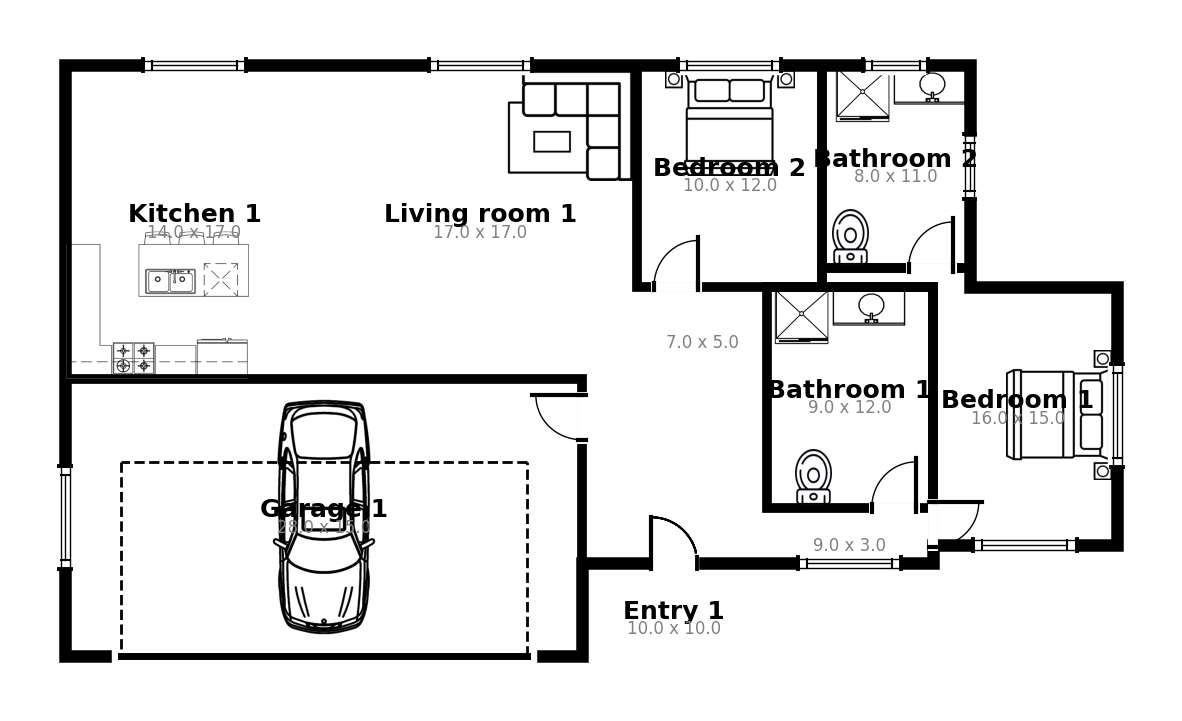 Bathroom 2
8.0 x 11.0
Bedroom 2
10.0 x 12.0
Kitchen 1
14.0 x 17.0
Living room 1
17.0 x 17.0
7.0 x 5.0
Bathroom 1
9.0 x 12.0
Bedroom 1
16.0 x 15.0
Garage 1
28.0 x 15.0
9.0 x 3.0
Entry 1
10.0 x 10.0